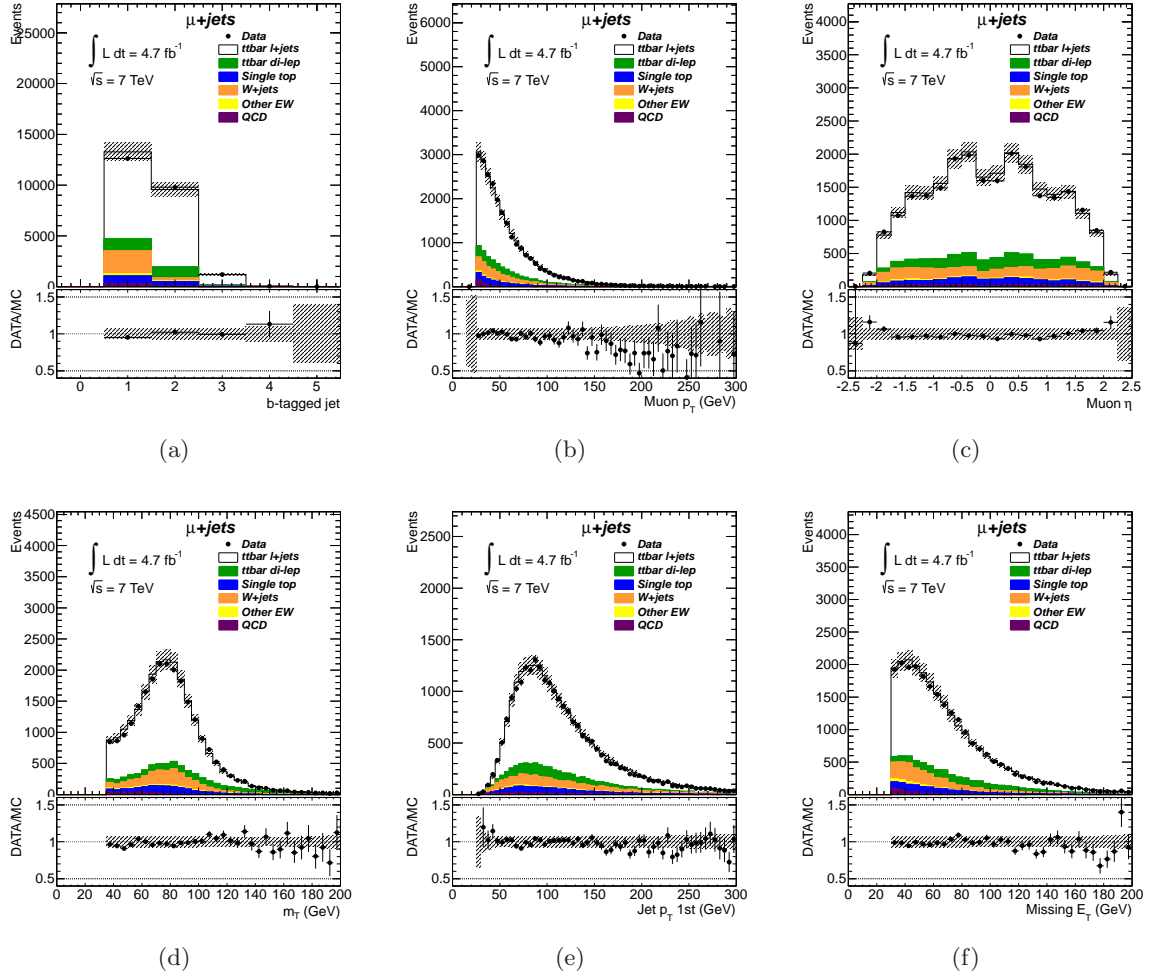 μ+jets
Events
∫ L dt = 4.7 fb⁻¹
√s = 7 TeV
Data
ttbar l+jets
ttbar di-lep
Single top
W+jets
Other EW
QCD
25000
20000
15000
10000
5000
0
DATA/MC
1.5
1
0.5
0 1 2 3 4 5
b-tagged jet
(a)
μ+jets
Events
∫ L dt = 4.7 fb⁻¹
√s = 7 TeV
Data
ttbar l+jets
ttbar di-lep
Single top
W+jets
Other EW
QCD
6000
5000
4000
3000
2000
1000
0
DATA/MC
1.5
1
0.5
0 50 100 150 200 250 300
Muon p_T (GeV)
(b)
μ+jets
Events
∫ L dt = 4.7 fb⁻¹
√s = 7 TeV
Data
ttbar l+jets
ttbar di-lep
Single top
W+jets
Other EW
QCD
4000
3500
3000
2500
2000
1500
1000
500
0
DATA/MC
1.5
1
0.5
-2.5 -2 -1.5 -1 -0.5 0 0.5 1 1.5 2 2.5
Muon η
(c)
μ+jets
Events
∫ L dt = 4.7 fb⁻¹
√s = 7 TeV
Data
ttbar l+jets
ttbar di-lep
Single top
W+jets
Other EW
QCD
4500
4000
3500
3000
2500
2000
1500
1000
500
0
DATA/MC
1.5
1
0.5
0 20 40 60 80 100 120 140 160 180 200
m_T (GeV)
(d)
μ+jets
Events
∫ L dt = 4.7 fb⁻¹
√s = 7 TeV
Data
ttbar l+jets
ttbar di-lep
Single top
W+jets
Other EW
QCD
2500
2000
1500
1000
500
0
DATA/MC
1.5
1
0.5
0 50 100 150 200 250 300
Jet p_T 1st (GeV)
(e)
μ+jets
Events
∫ L dt = 4.7 fb⁻¹
√s = 7 TeV
Data
ttbar l+jets
ttbar di-lep
Single top
W+jets
Other EW
QCD
4000
3500
3000
2500
2000
1500
1000
500
0
DATA/MC
1.5
1
0.5
0 20 40 60 80 100 120 140 160 180 200
Missing E_T (GeV)
(f)